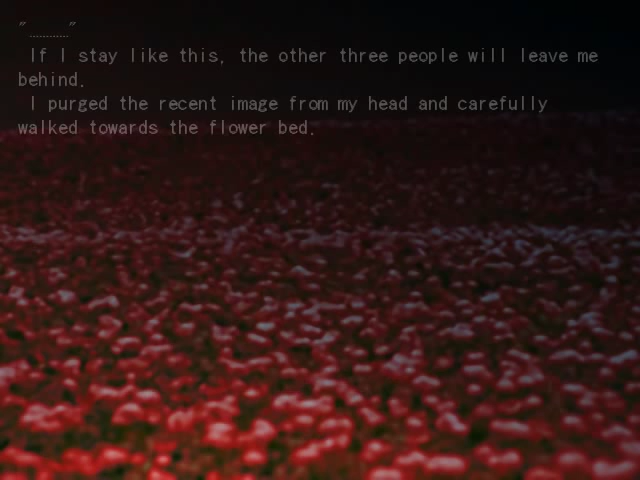 "............"
If I stay like this, the other three people will leave me
behind.
I purged the recent image from my head and carefully
walked towards the flower bed.